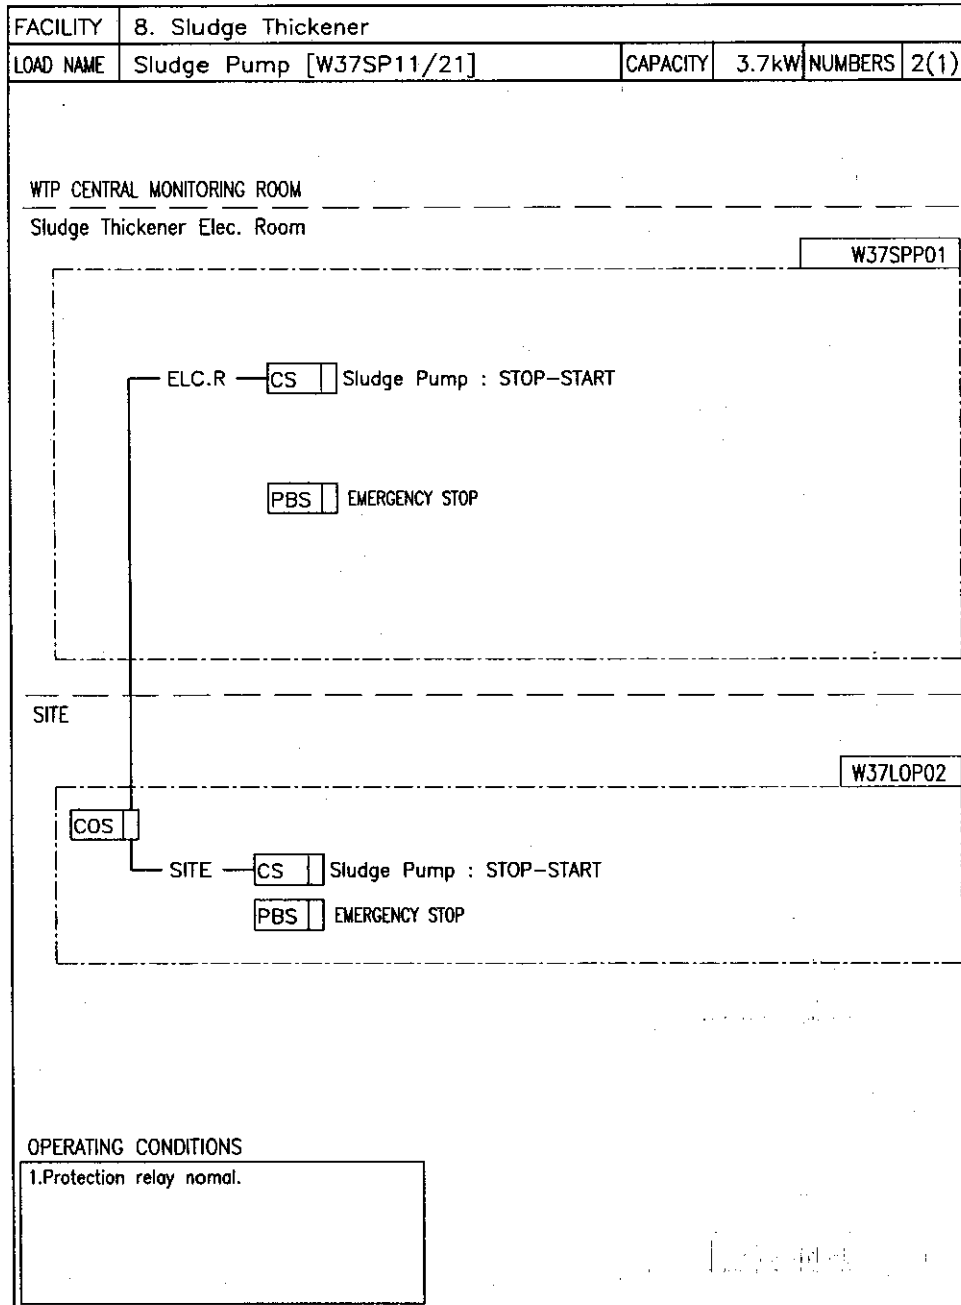 FACILITY 8. Sludge Thickener
LOAD NAME Sludge Pump [W37SP11/21] CAPACITY 3.7kW NUMBERS 2(1)
WTP CENTRAL MONITORING ROOM
Sludge Thickener Elec. Room
W37SPP01
ELC.R CS Sludge Pump : STOP-START
PBS EMERGENCY STOP
SITE
W37LOP02
COS
SITE CS Sludge Pump : STOP-START
PBS EMERGENCY STOP
OPERATING CONDITIONS
1.Protection relay nomal.